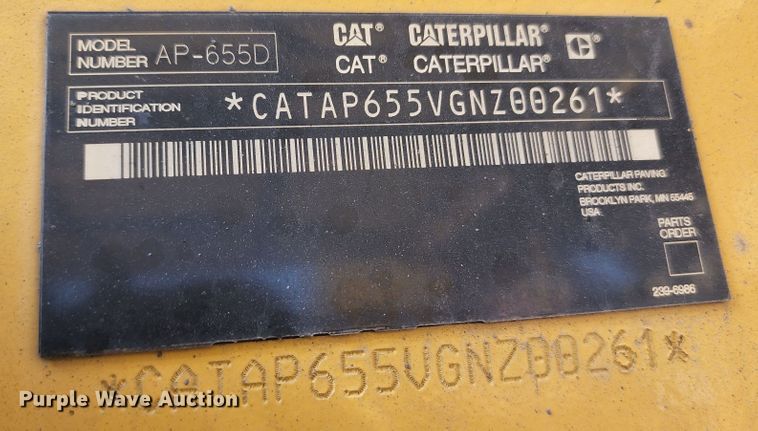 MODEL NUMBER AP-655D
CAT® CATERPILLAR®
CAT® CATERPILLAR®
PRODUCT
IDENTIFICATION
NUMBER
*CATAP655VGNZ00261*
CATERPILLAR PAVING
PRODUCTS INC.
BROOKLYN PARK, MN 55445
USA
PARTS
ORDER
239-6986
*CATAP655VGNZ00261*
Purple Wave Auction